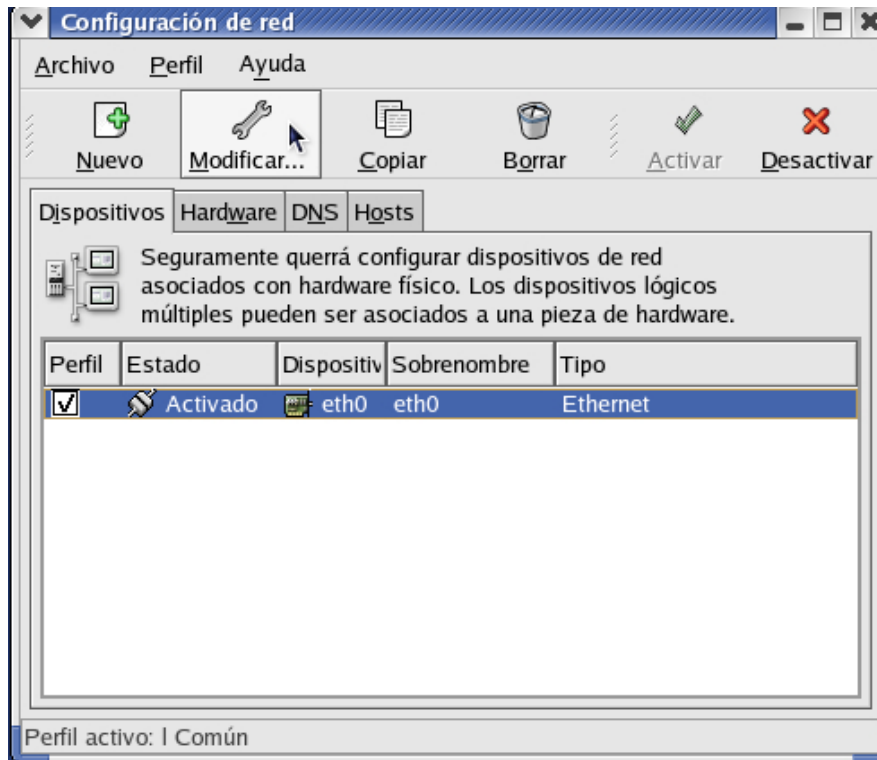 Configuración de red
Archivo Perfil Ayuda
Nuevo Modificar... Copiar Borrar Activar Desactivar
Dispositivos Hardware DNS Hosts
Seguramente querrá configurar dispositivos de red
asociados con hardware físico. Los dispositivos lógicos
múltiples pueden ser asociados a una pieza de hardware.
Perfil Estado Dispositiv Sobrenombre Tipo
Activado eth0 eth0 Ethernet
Perfil activo: l Común